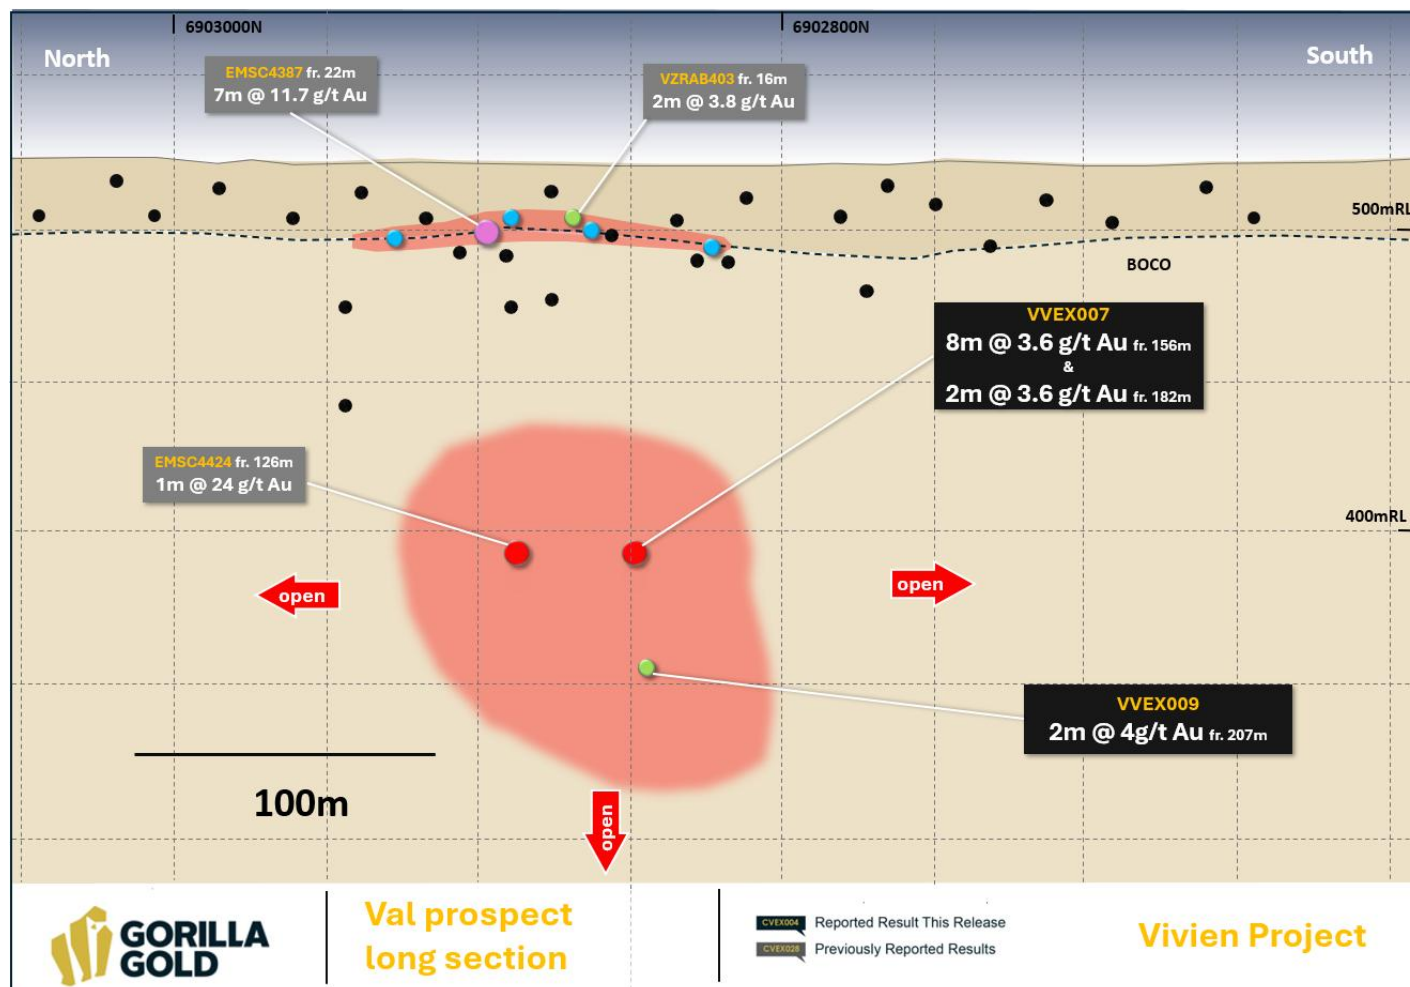 6903000N
6902800N
North
South
EMSC4387 fr. 22m
7m @ 11.7 g/t Au
VZRAB403 fr. 16m
2m @ 3.8 g/t Au
500mRL
BOCO
VVEX007
8m @ 3.6 g/t Au fr. 156m
&
2m @ 3.6 g/t Au fr. 182m
EMSC4424 fr. 126m
1m @ 24 g/t Au
400mRL
open
open
VVEX009
2m @ 4g/t Au fr. 207m
100m
open
GORILLA
GOLD
Val prospect
long section
CVEX004 Reported Result This Release
CVEX028 Previously Reported Results
Vivien Project